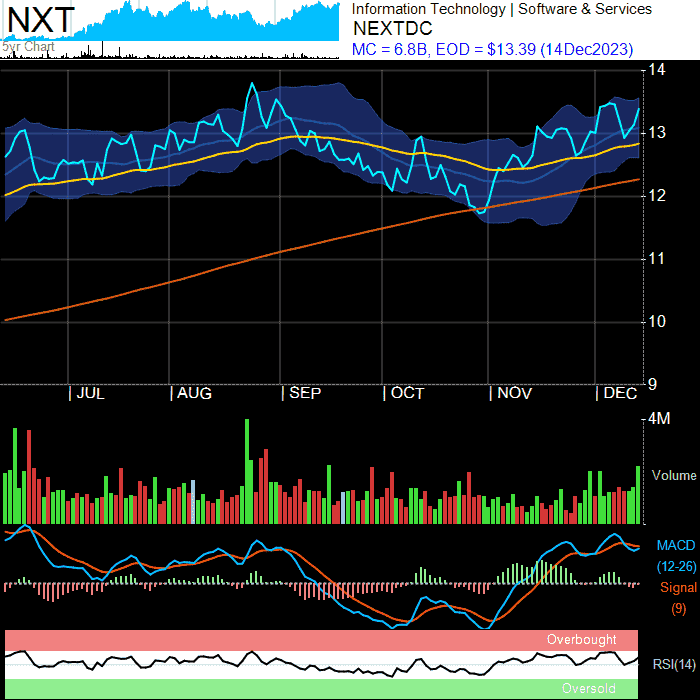 NXT
5yr Chart
Information Technology | Software & Services
NEXTDC
MC = 6.8B, EOD = $13.39 (14Dec2023)
14
13
12
11
10
9
| JUL | AUG | SEP | OCT | NOV | DEC
4M
Volume
MACD
(12-26)
Signal
(9)
Overbought
RSI(14)
Oversold